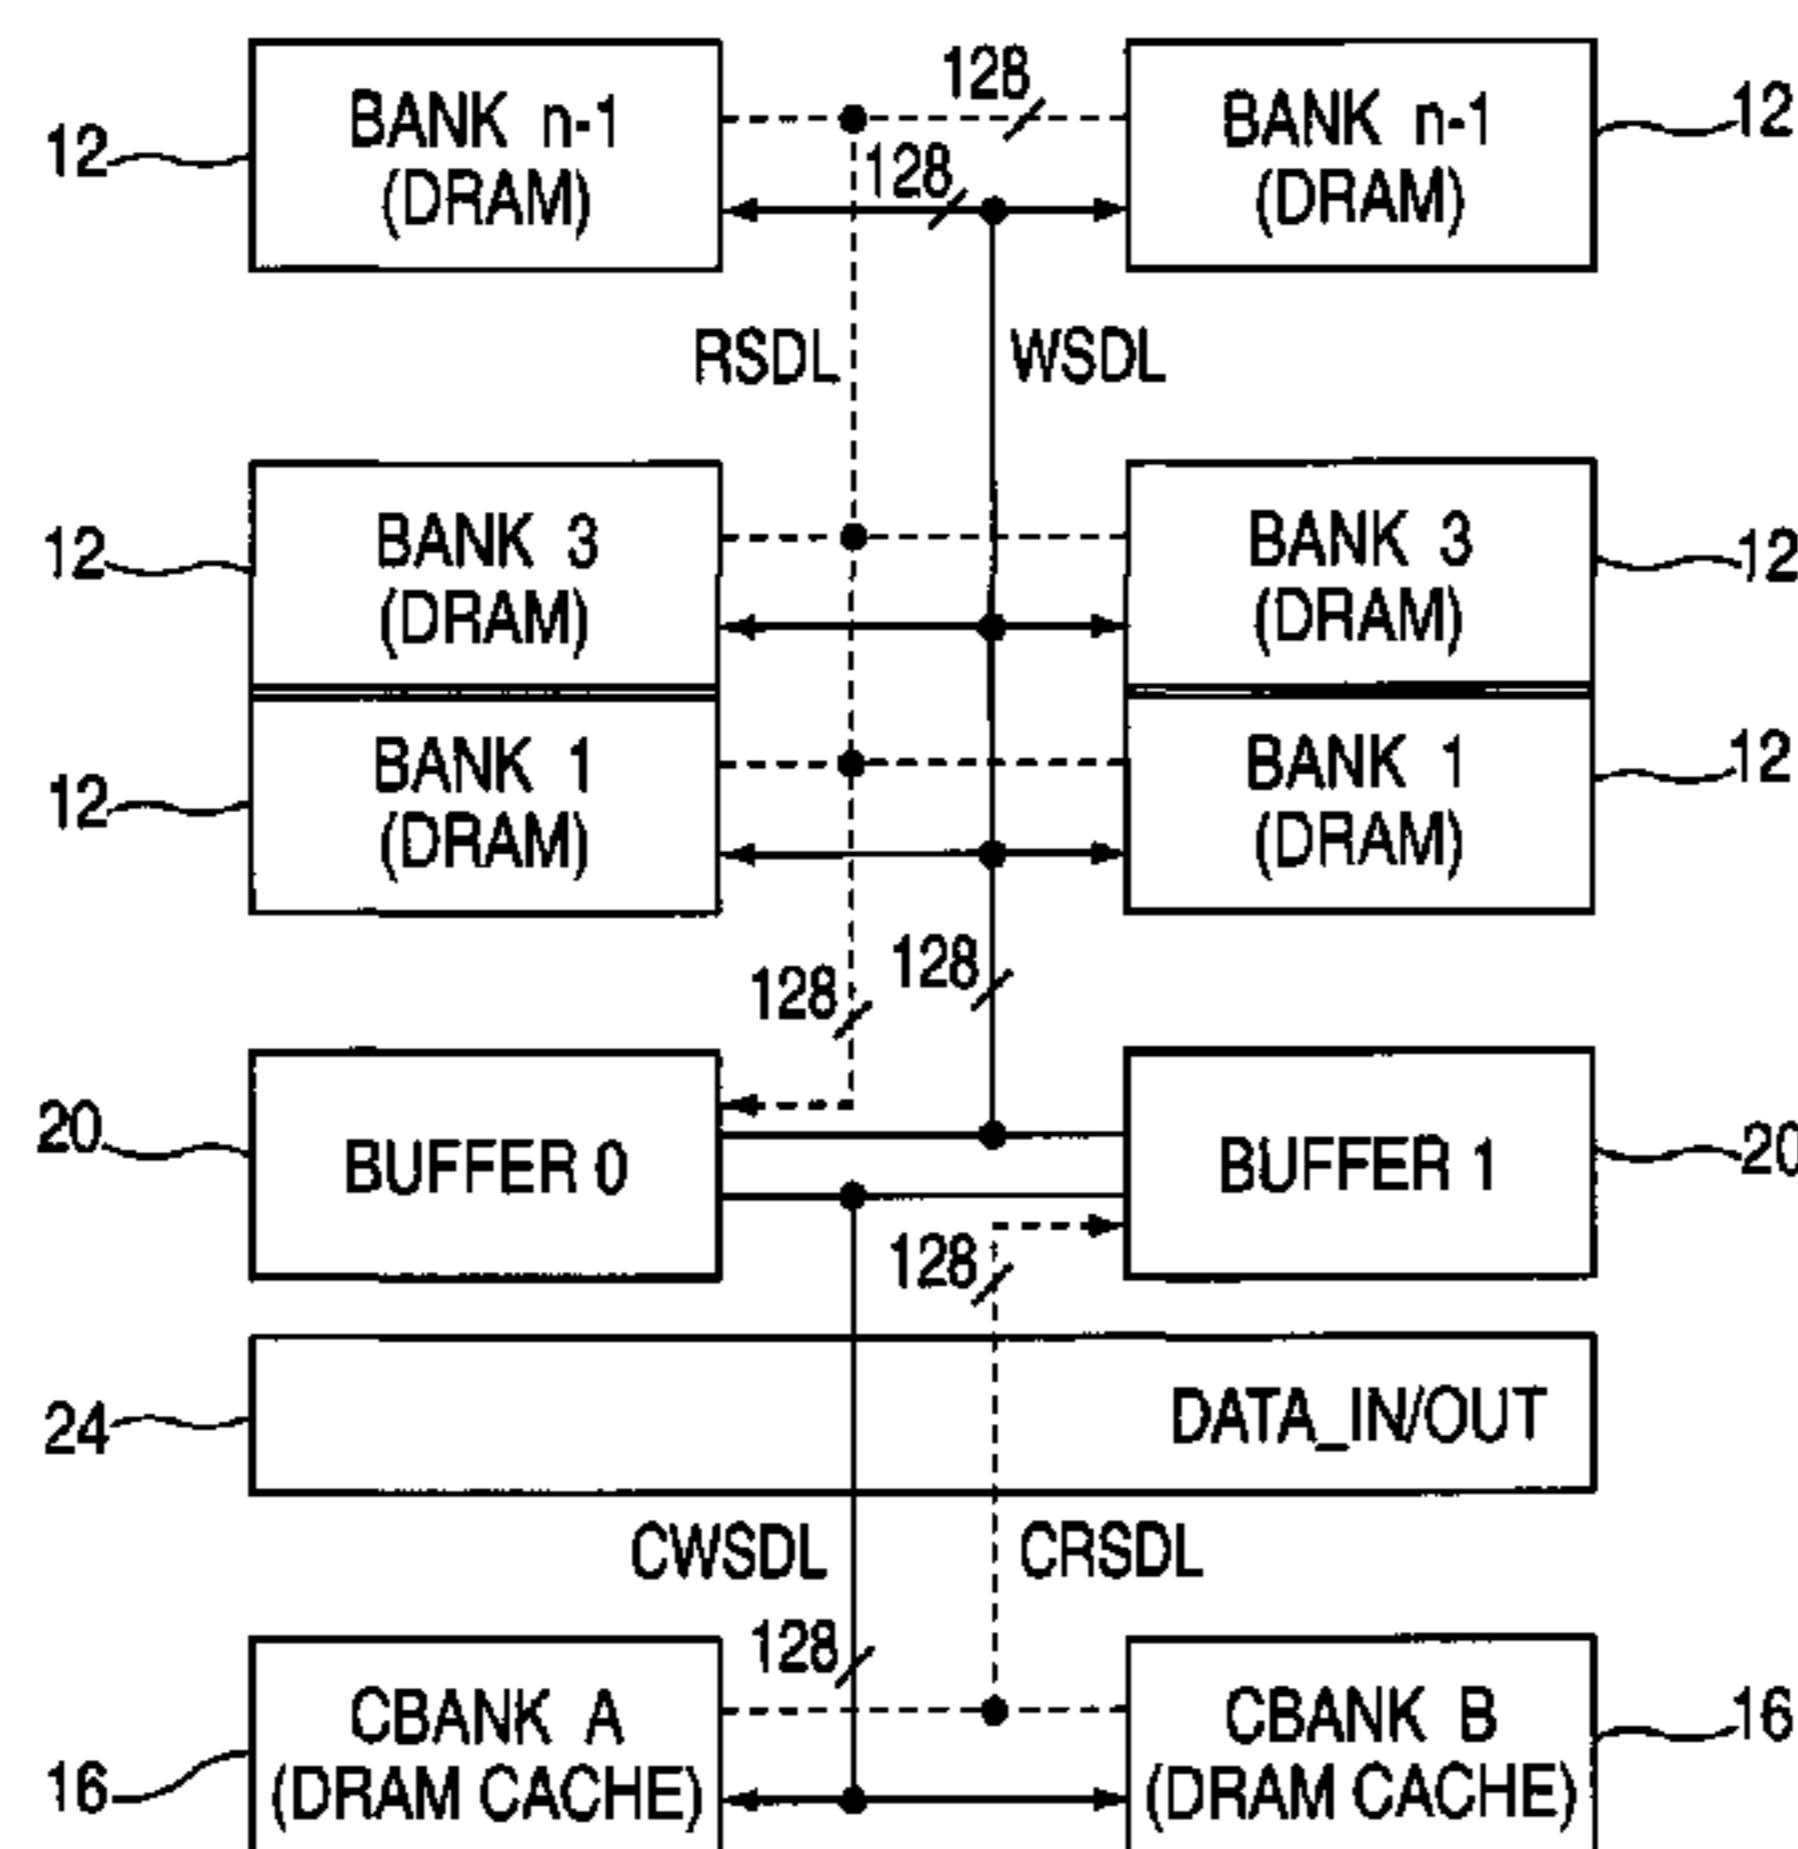 128
BANK n-1
(DRAM)
BANK n-1
(DRAM)
12
12
128
RSDL
WSDL
BANK 3
(DRAM)
BANK 3
(DRAM)
12
12
BANK 1
(DRAM)
BANK 1
(DRAM)
12
12
128
128
20
BUFFER 0
BUFFER 1
20
128
24
DATA_IN/OUT
CWSDL
CRSDL
128
CBANK A
(DRAM CACHE)
CBANK B
(DRAM CACHE)
16
16